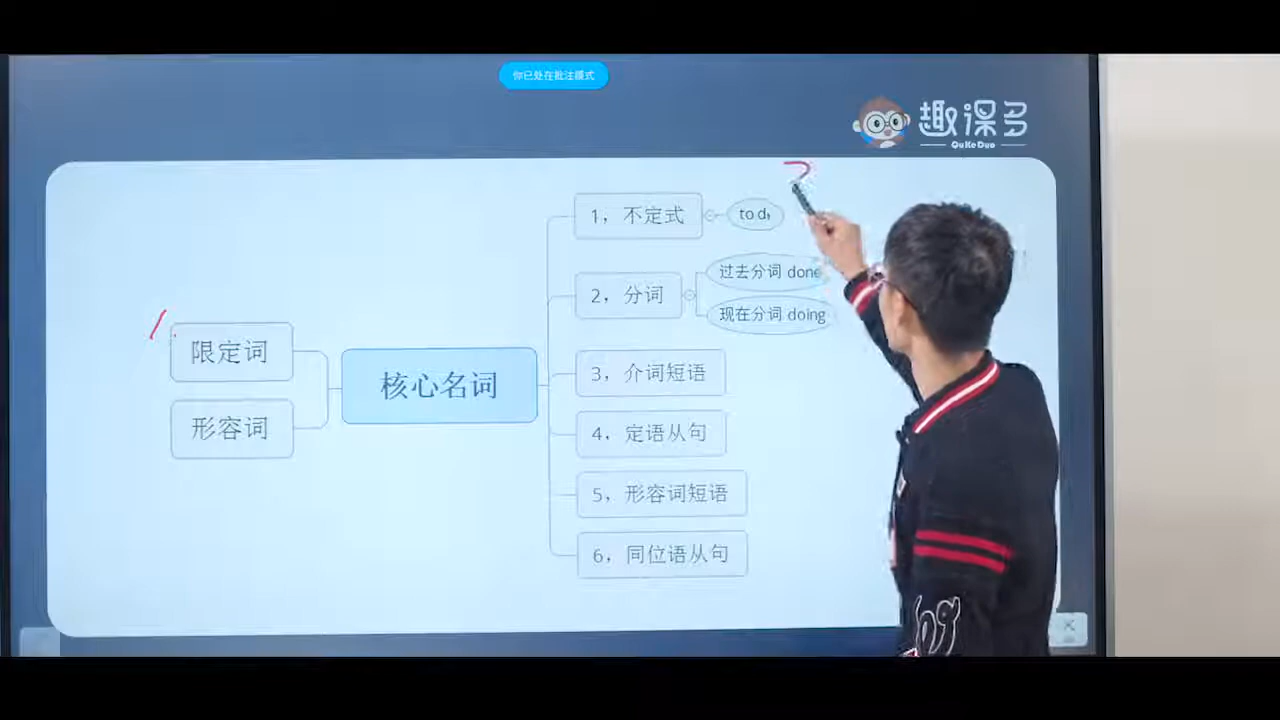 你已处在批注模式
趣课多
QuKeDuo
1，不定式
to do
2，分词
过去分词 done
现在分词 doing
限定词
核心名词
3，介词短语
形容词
4，定语从句
5，形容词短语
6，同位语从句